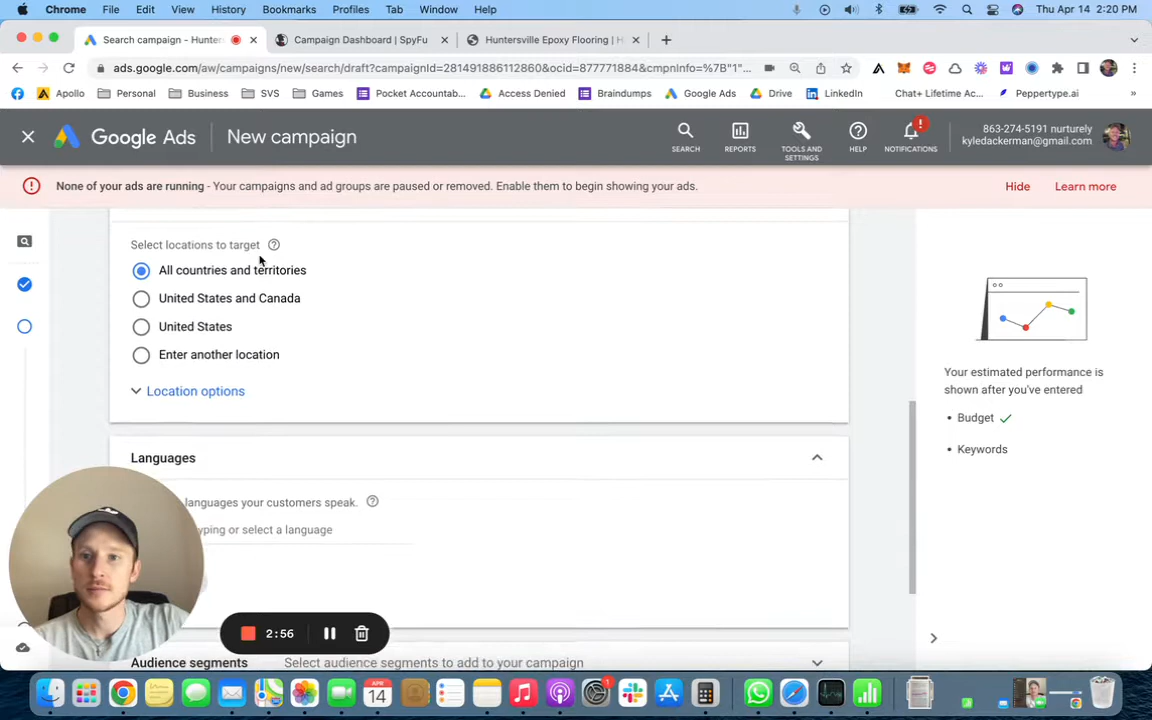 Chrome File Edit View History Bookmarks Profiles Tab Window Help Thu Apr 14 2:20 PM
Search campaign - Hunte Campaign Dashboard | SpyFu Huntersville Epoxy Flooring | H
ads.google.com/aw/campaigns/new/search/draft?campaignId=281491886112860&ocid=877771884&cmpnInfo=%7B"1"...
Apollo Personal Business SVS Games Pocket Accounta... Access Denied Braindumps Google Ads Drive LinkedIn Chat+ Lifetime Ac... Peppertype.ai »
Google Ads New campaign
SEARCH REPORTS TOOLS AND SETTINGS HELP NOTIFICATIONS
863-274-5191 nurturely
kyledackerman@gmail.com
None of your ads are running - Your campaigns and ad groups are paused or removed. Enable them to begin showing your ads. Hide Learn more
Select locations to target
All countries and territories
United States and Canada
United States
Enter another location
Location options
Your estimated performance is
shown after you've entered
• Budget
• Keywords
Languages
languages your customers speak.
yping or select a language
2:56
Audience segments Select audience segments to add to your campaign
APR
14
1